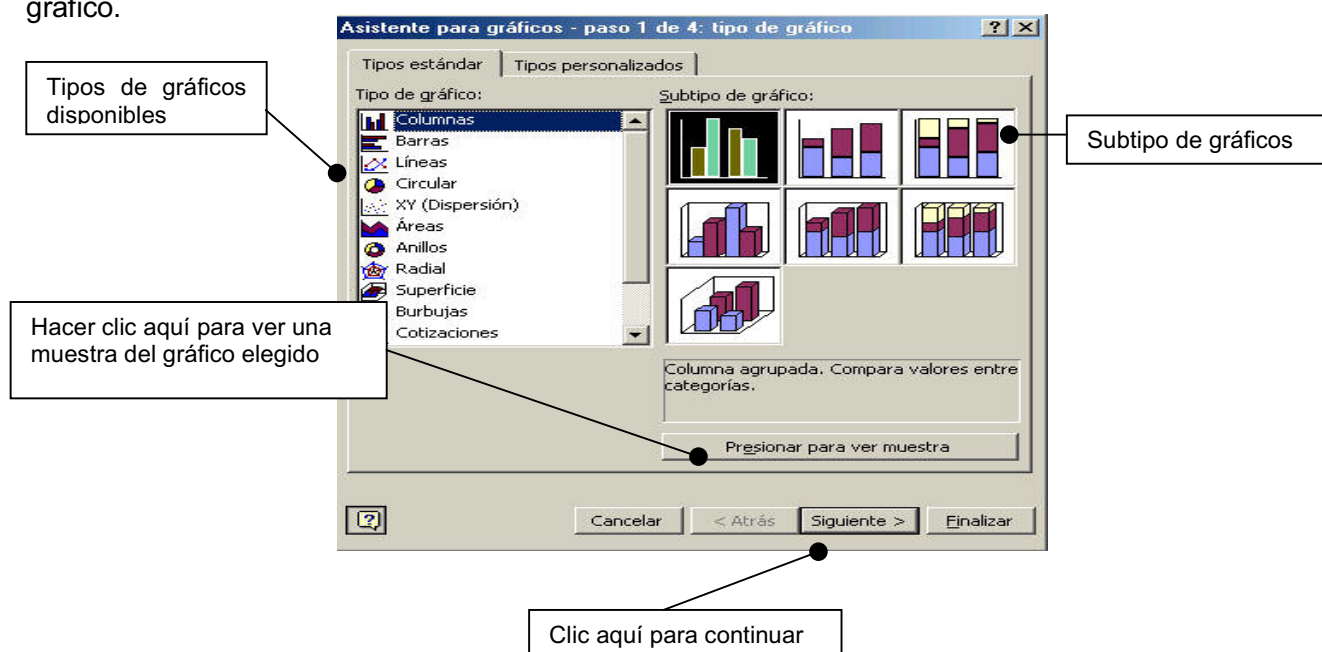 gráfico.
Asistente para gráficos - paso 1 de 4: tipo de gráfico
Tipos estándar
Tipos personalizados
Tipos de gráficos
disponibles
Tipo de gráfico:
Subtipo de gráfico:
Columnas
Barras
Líneas
Circular
XY (Dispersión)
Áreas
Anillos
Radial
Superficie
Burbujas
Cotizaciones
Subtipo de gráficos
Hacer clic aquí para ver una
muestra del gráfico elegido
Columna agrupada. Compara valores entre
categorías.
Presionar para ver muestra
Cancelar
< Atrás
Siguiente >
Finalizar
Clic aquí para continuar